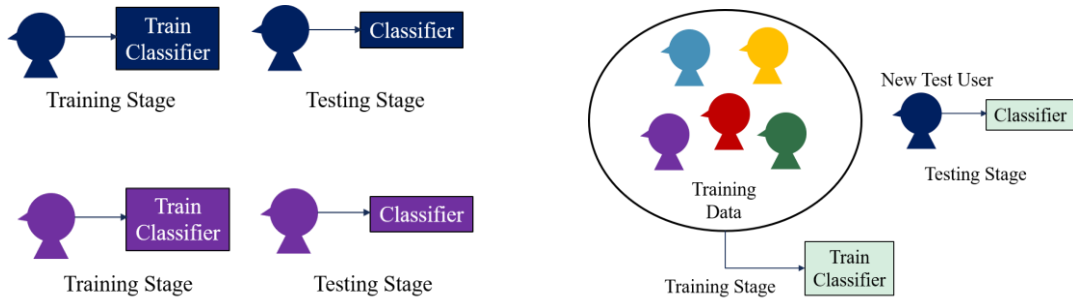 Train
Classifier
Classifier
Training Stage
Testing Stage
Train
Classifier
Classifier
Training Stage
Testing Stage
Training
Data
New Test User
Classifier
Testing Stage
Train
Classifier
Training Stage